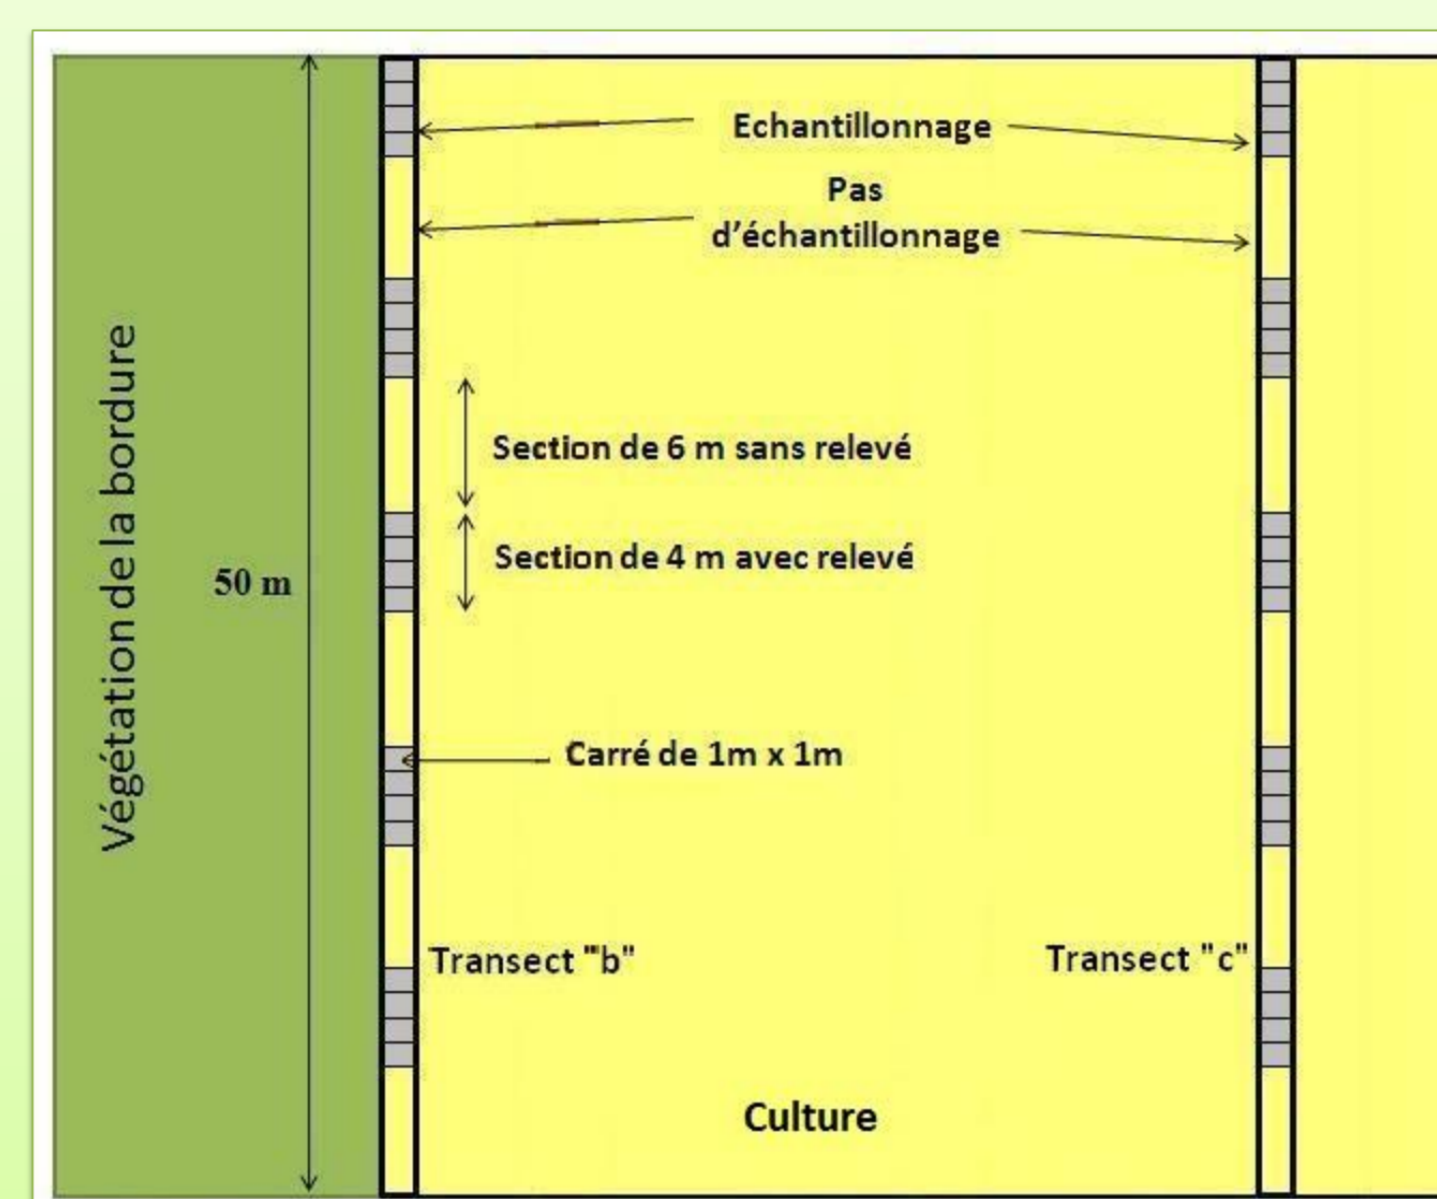 Echantillonnage
Pas
d'échantillonnage
Végétation de la bordure
Section de 6 m sans relevé
Section de 4 m avec relevé
50 m
Carré de 1m x 1m
Transect "'b"
Transect "c"
Culture